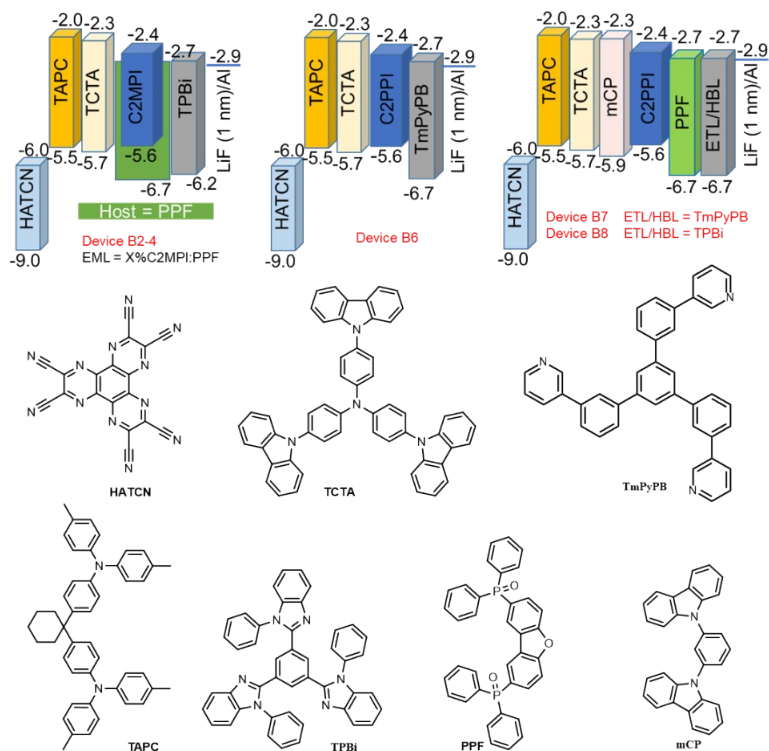 -2.0 -2.3 -2.4 -2.7 -2.9
TAPC TCTA C2MPI TPBi LiF (1 nm)/Al
-6.0 -5.5 -5.7 -5.6 -6.7 -6.2
HATCN
-9.0
Host = PPF
Device B2-4
EML = X%C2MPI:PPF
-2.0 -2.3 -2.4 -2.7 -2.9
TAPC TCTA C2PPI TmPyPB LiF (1 nm)/Al
-6.0 -5.5 -5.7 -5.6 -6.7
HATCN
-9.0
Device B6
-2.0 -2.3 -2.3 -2.4 -2.7 -2.7 -2.9
TAPC TCTA mCP C2PPI PPF ETL/HBL LiF (1 nm)/Al
-6.0 -5.5 -5.7 -5.9 -5.6 -6.7 -6.7
HATCN
-9.0
Device B7 ETL/HBL = TmPyPB
Device B8 ETL/HBL = TPBi
N N N N N N N N N N N N
HATCN
N N N N
TCTA
N N N
TmPyPB
N N
TAPC
N N N N N N
TPBi
P=O O P=O
PPF
N N
mCP